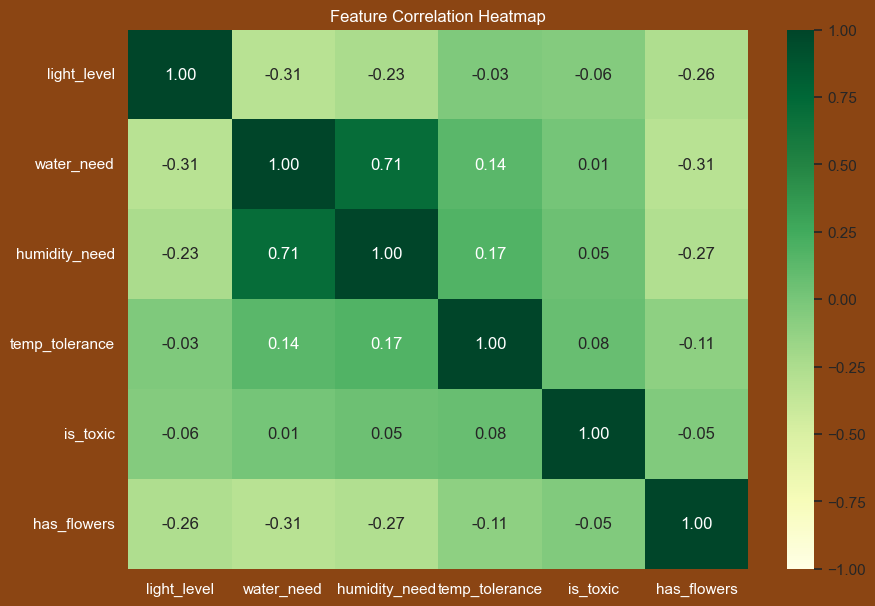 Feature Correlation Heatmap
light_level 1.00 -0.31 -0.23 -0.03 -0.06 -0.26
water_need -0.31 1.00 0.71 0.14 0.01 -0.31
humidity_need -0.23 0.71 1.00 0.17 0.05 -0.27
temp_tolerance -0.03 0.14 0.17 1.00 0.08 -0.11
is_toxic -0.06 0.01 0.05 0.08 1.00 -0.05
has_flowers -0.26 -0.31 -0.27 -0.11 -0.05 1.00
light_level water_need humidity_need temp_tolerance is_toxic has_flowers
1.00
0.75
0.50
0.25
0.00
−0.25
−0.50
−0.75
−1.00